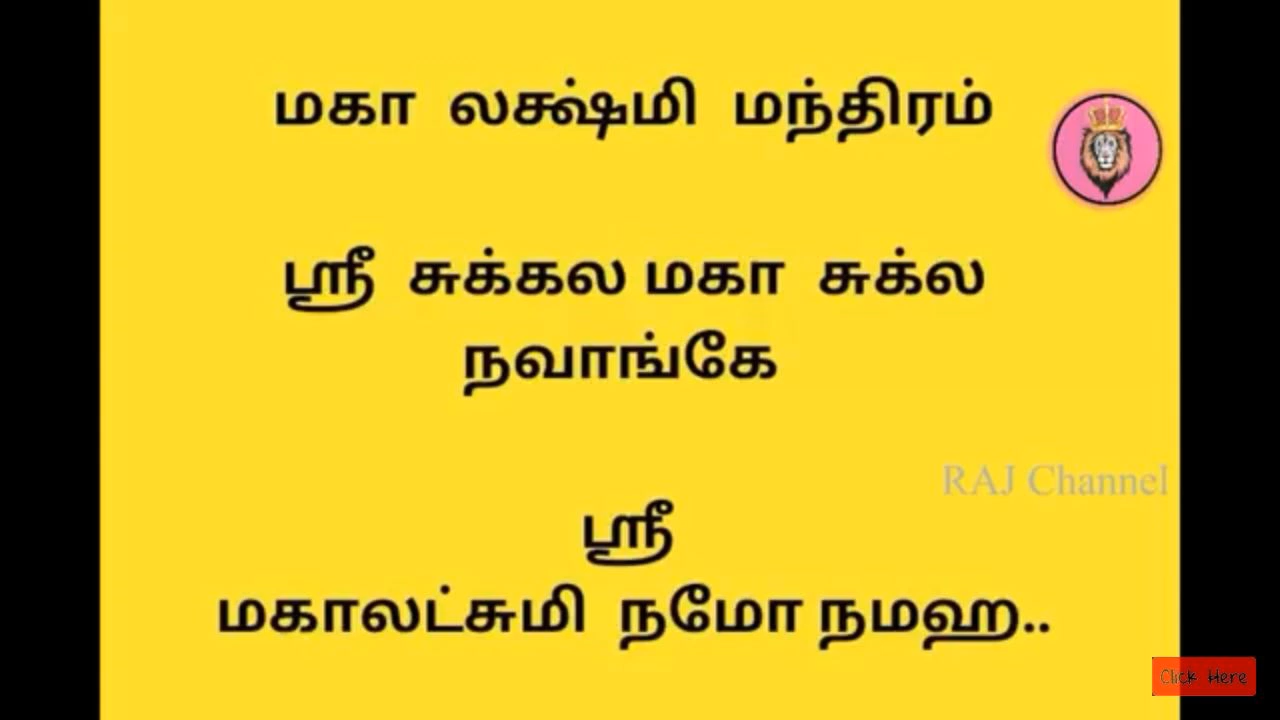 மகா லக்ஷ்மி மந்திரம்
ஸ்ரீ சுக்கல மகா சுக்ல
நவாங்கே
RAJ Channel
ஸ்ரீ
மகாலட்சுமி நமோ நமஹ..
Click Here